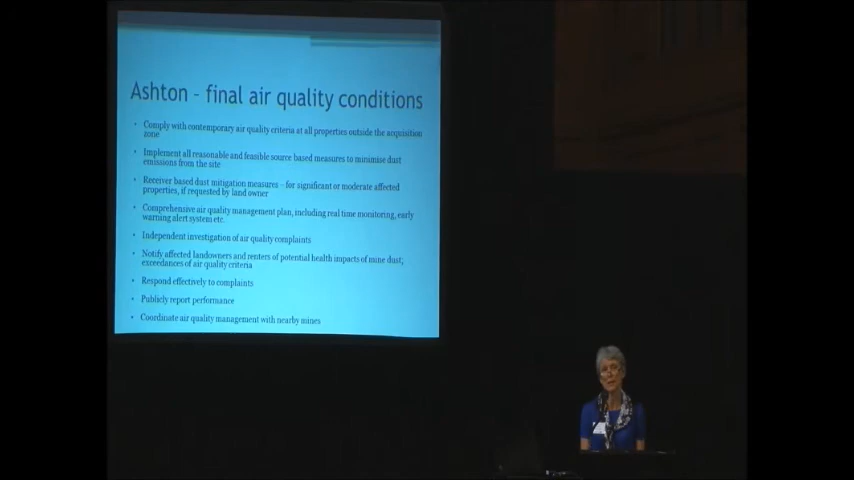 Ashton – final air quality conditions
• Comply with contemporary air quality criteria at all properties outside the acquisition
zone
• Implement all reasonable and feasible source based measures to minimise dust
emissions from the site
• Receiver based dust mitigation measures – for significant or moderate affected
properties, if requested by land owner
• Comprehensive air quality management plan, including real time monitoring, early
warning alert system etc.
• Independent investigation of air quality complaints
• Notify affected landowners and renters of potential health impacts of mine dust;
exceedances of air quality criteria
• Respond effectively to complaints
• Publicly report performance
• Coordinate air quality management with nearby mines